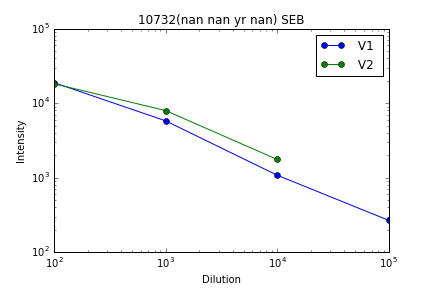 10732(nan nan yr nan) SEB
10^5
10^4
10^3
10^2
Intensity
V1
V2
10^2 10^3 10^4 10^5
Dilution